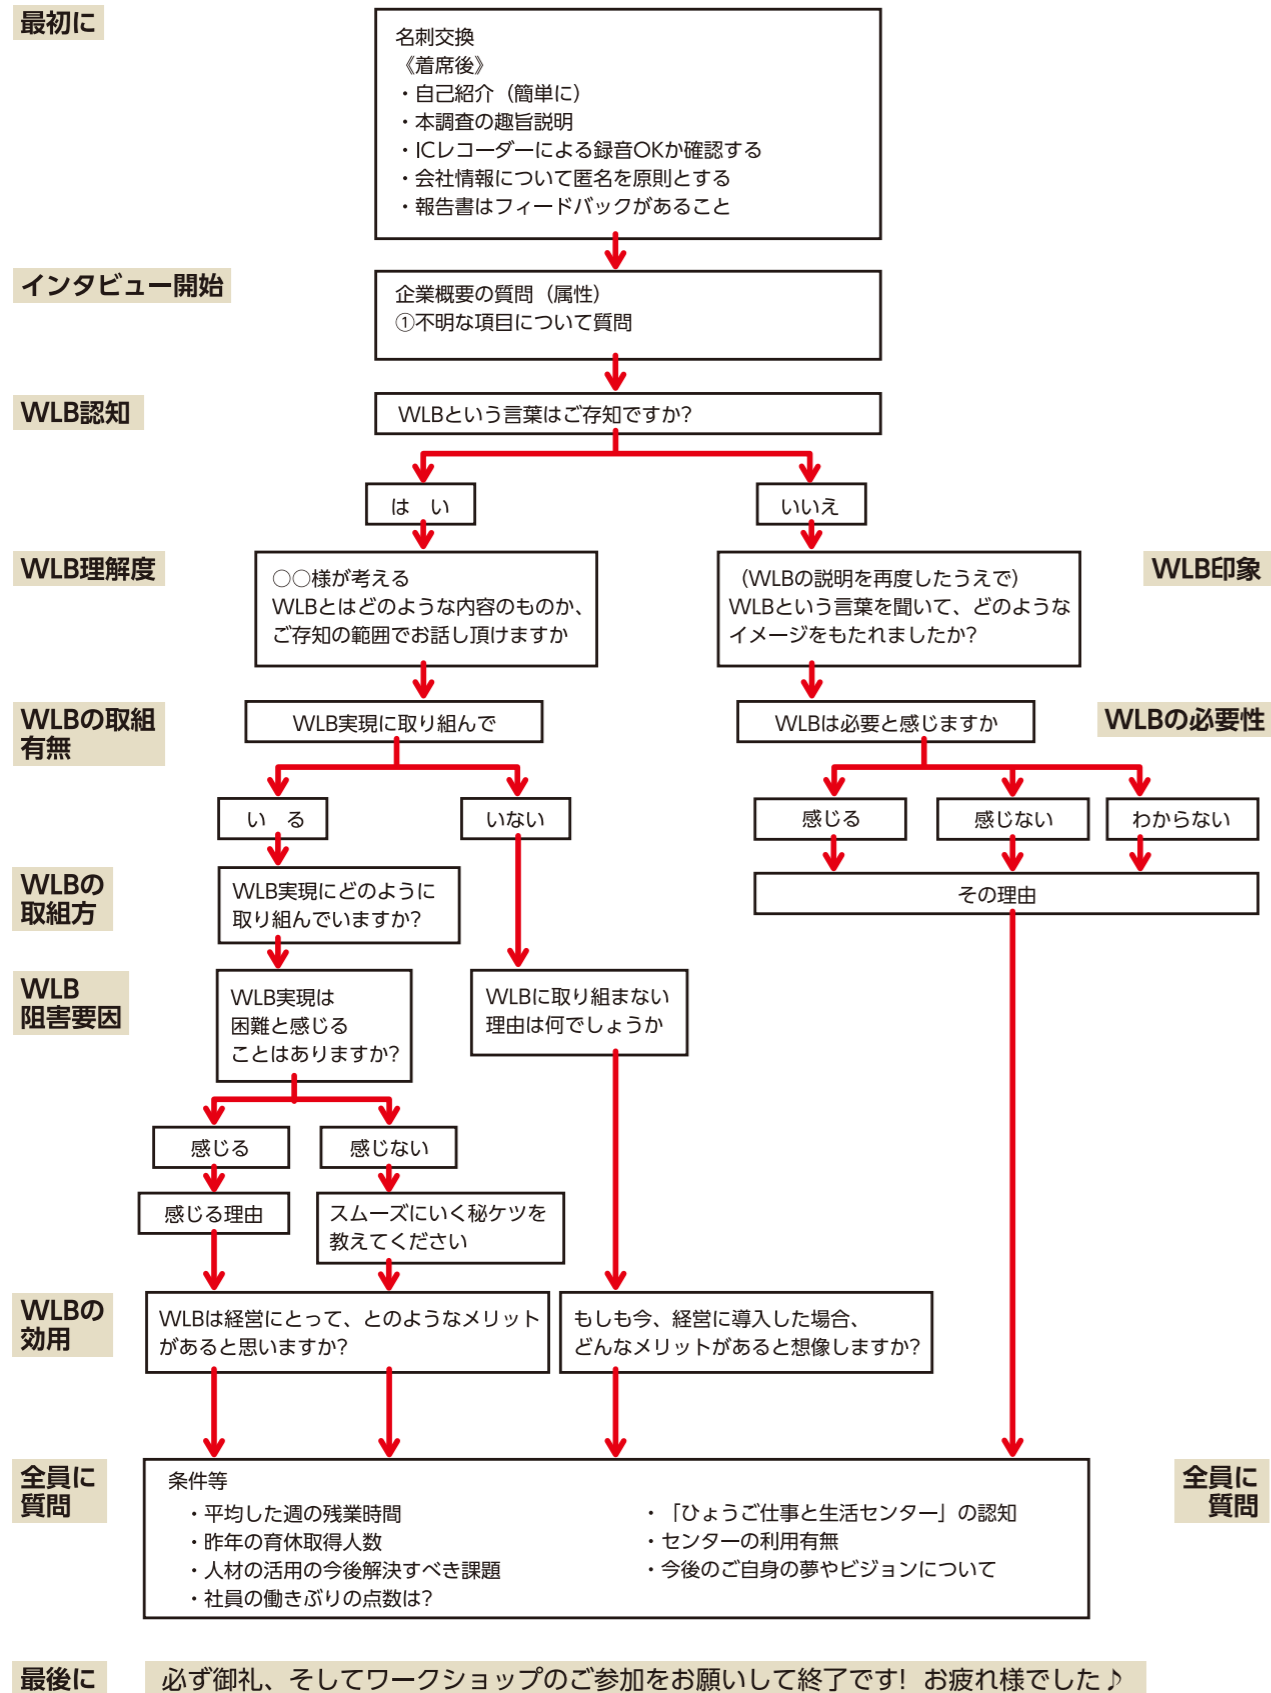 最初に
名刺交換
《着席後》
・自己紹介（簡単に）
・本調査の趣旨説明
・ICレコーダーによる録音OKか確認する
・会社情報について匿名を原則とする
・報告書はフィードバックがあること
インタビュー開始
企業概要の質問（属性）
①不明な項目について質問
WLB認知
WLBという言葉はご存知ですか？
は　い
いいえ
WLB理解度
○○様が考える
WLBとはどのような内容のものか、
ご存知の範囲でお話し頂けますか
（WLBの説明を再度したうえで）
WLBという言葉を聞いて、どのような
イメージをもたれましたか？
WLB印象
WLBの取組
有無
WLB実現に取り組んで
WLBは必要と感じますか
WLBの必要性
い　る
いない
感じる
感じない
わからない
WLBの
取組方
WLB実現にどのように
取り組んでいますか？
その理由
WLB
阻害要因
WLB実現は
困難と感じる
ことはありますか？
WLBに取り組まない
理由は何でしょうか
感じる
感じない
感じる理由
スムーズにいく秘ケツを
教えてください
WLBの
効用
WLBは経営にとって、とのようなメリット
があると思いますか？
もしも今、経営に導入した場合、
どんなメリットがあると想像しますか？
全員に
質問
条件等
・平均した週の残業時間
・昨年の育休取得人数
・人材の活用の今後解決すべき課題
・社員の働きぶりの点数は？
・「ひょうご仕事と生活センター」の認知
・センターの利用有無
・今後のご自身の夢やビジョンについて
全員に
質問
最後に
必ず御礼、そしてワークショップのご参加をお願いして終了です！お疲れ様でした♪